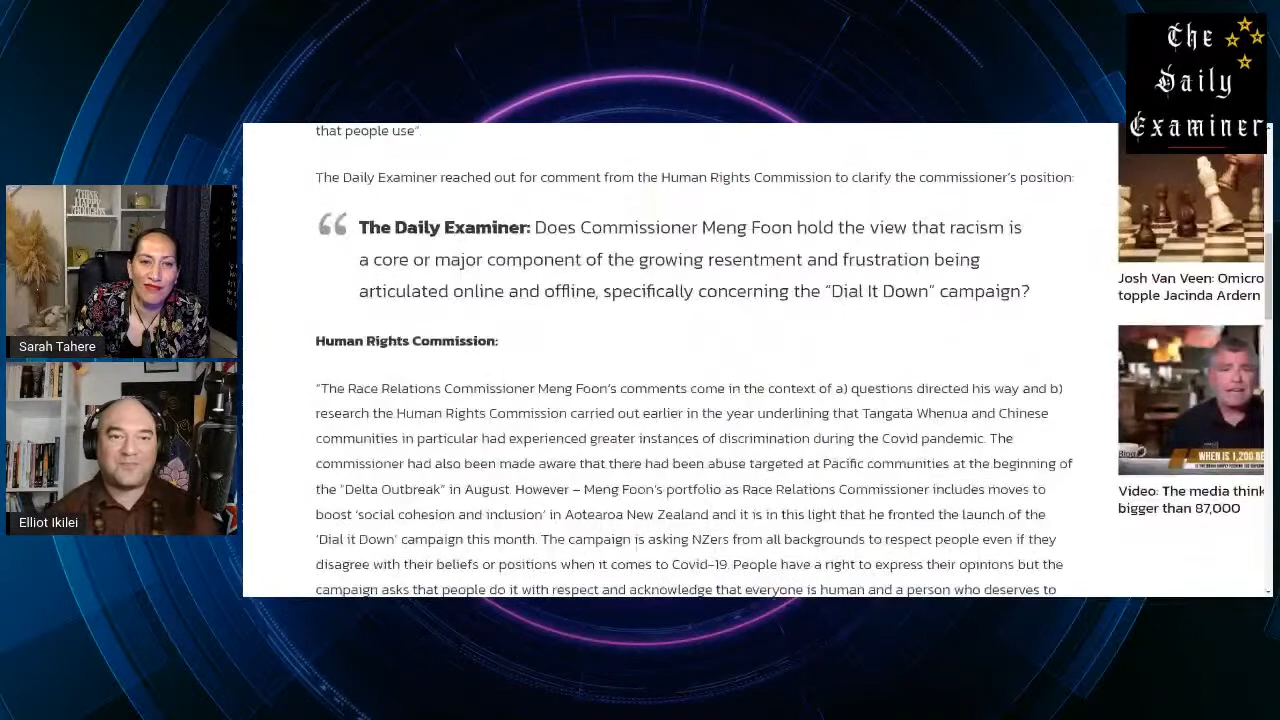 The
Daily
Examiner
that people use”.
The Daily Examiner reached out for comment from the Human Rights Commission to clarify the commissioner’s position:
“ The Daily Examiner: Does Commissioner Meng Foon hold the view that racism is
a core or major component of the growing resentment and frustration being
articulated online and offline, specifically concerning the “Dial It Down” campaign?
Human Rights Commission:
“The Race Relations Commissioner Meng Foon’s comments come in the context of a) questions directed his way and b)
research the Human Rights Commission carried out earlier in the year underlining that Tangata Whenua and Chinese
communities in particular had experienced greater instances of discrimination during the Covid pandemic. The
commissioner had also been made aware that there had been abuse targeted at Pacific communities at the beginning of
the “Delta Outbreak” in August. However – Meng Foon’s portfolio as Race Relations Commissioner includes moves to
boost ‘social cohesion and inclusion’ in Aotearoa New Zealand and it is in this light that he fronted the launch of the
‘Dial it Down’ campaign this month. The campaign is asking NZers from all backgrounds to respect people even if they
disagree with their beliefs or positions when it comes to Covid-19. People have a right to express their opinions but the
campaign asks that people do it with respect and acknowledge that everyone is human and a person who deserves to
Josh Van Veen: Omicro
topple Jacinda Ardern
WHEN IS 1,200 BE
Video: The media think
bigger than 87,000
THINK
HAPPY
THOUGHTS
Sarah Tahere
Elliot Ikilei